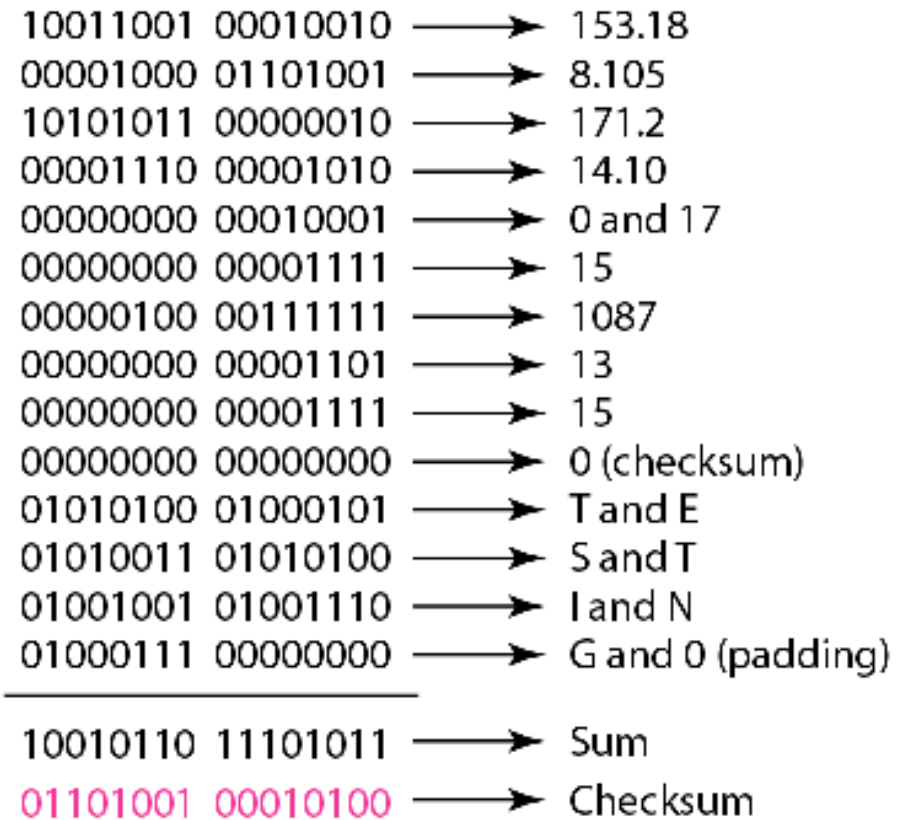 10011001 00010010 → 153.18
00001000 01101001 → 8.105
10101011 00000010 → 171.2
00001110 00001010 → 14.10
00000000 00010001 → 0 and 17
00000000 00001111 → 15
00000100 00111111 → 1087
00000000 00001101 → 13
00000000 00001111 → 15
00000000 00000000 → 0 (checksum)
01010100 01000101 → T and E
01010011 01010100 → S and T
01001001 01001110 → I and N
01000111 00000000 → G and 0 (padding)
10010110 11101011 → Sum
01101001 00010100 → Checksum